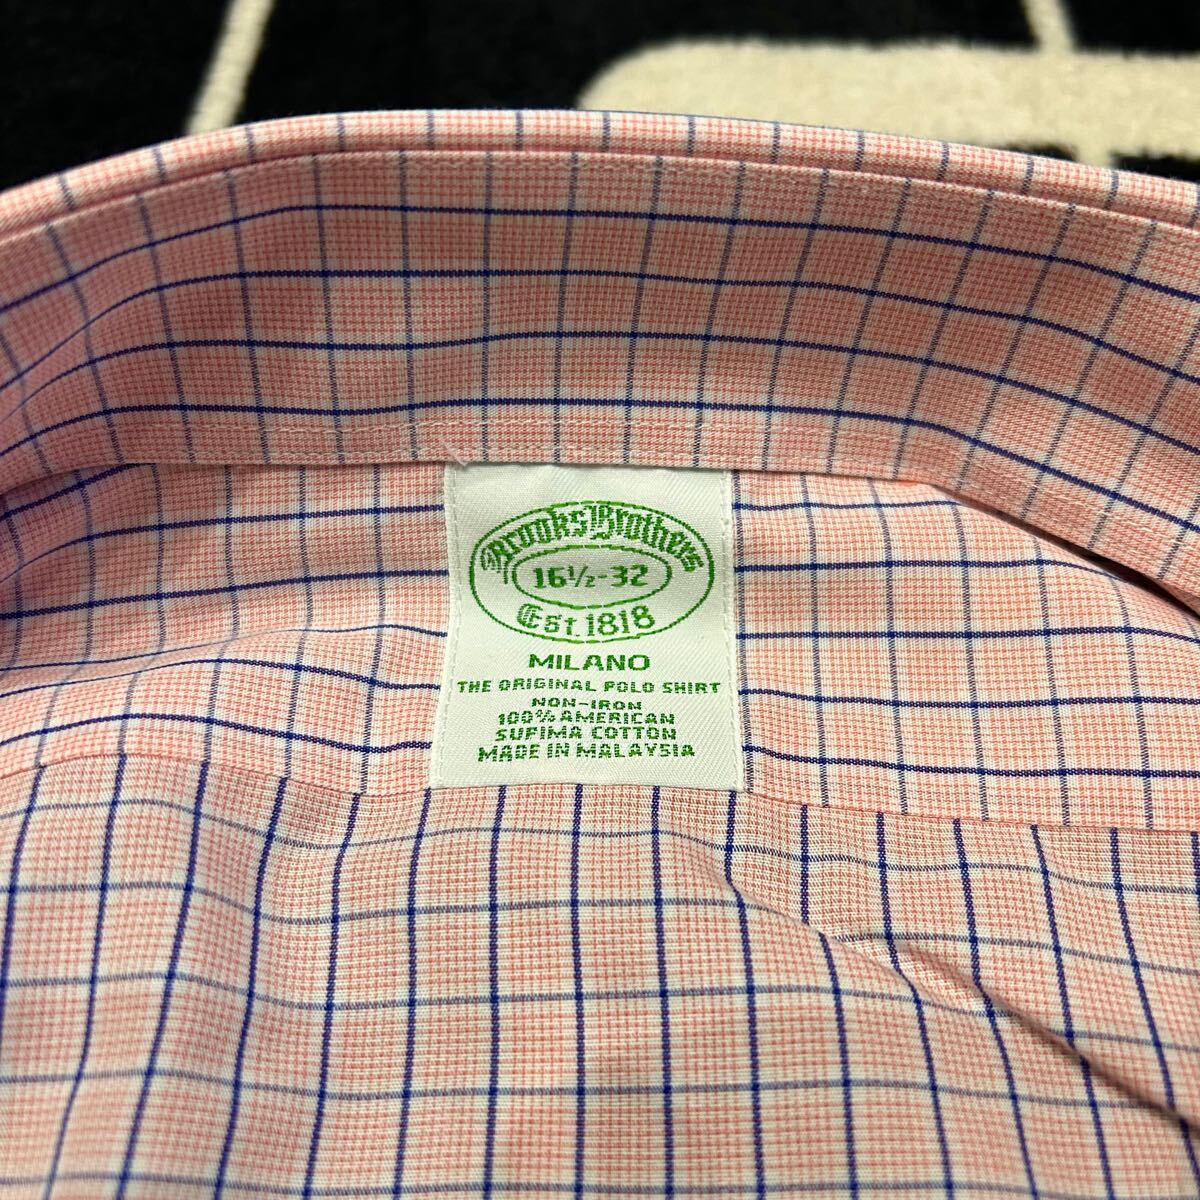 Brooks Brothers
16½-32
Est. 1818
MILANO
THE ORIGINAL POLO SHIRT
NON-IRON
100% AMERICAN
SUPIMA COTTON
MADE IN MALAYSIA